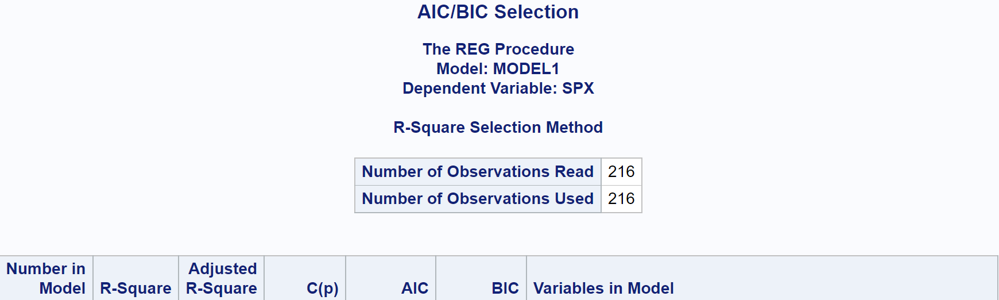 AIC/BIC Selection
The REG Procedure
Model: MODEL1
Dependent Variable: SPX
R-Square Selection Method
Number of Observations Read 216
Number of Observations Used 216
Number in Model R-Square Adjusted R-Square C(p) AIC BIC Variables in Model